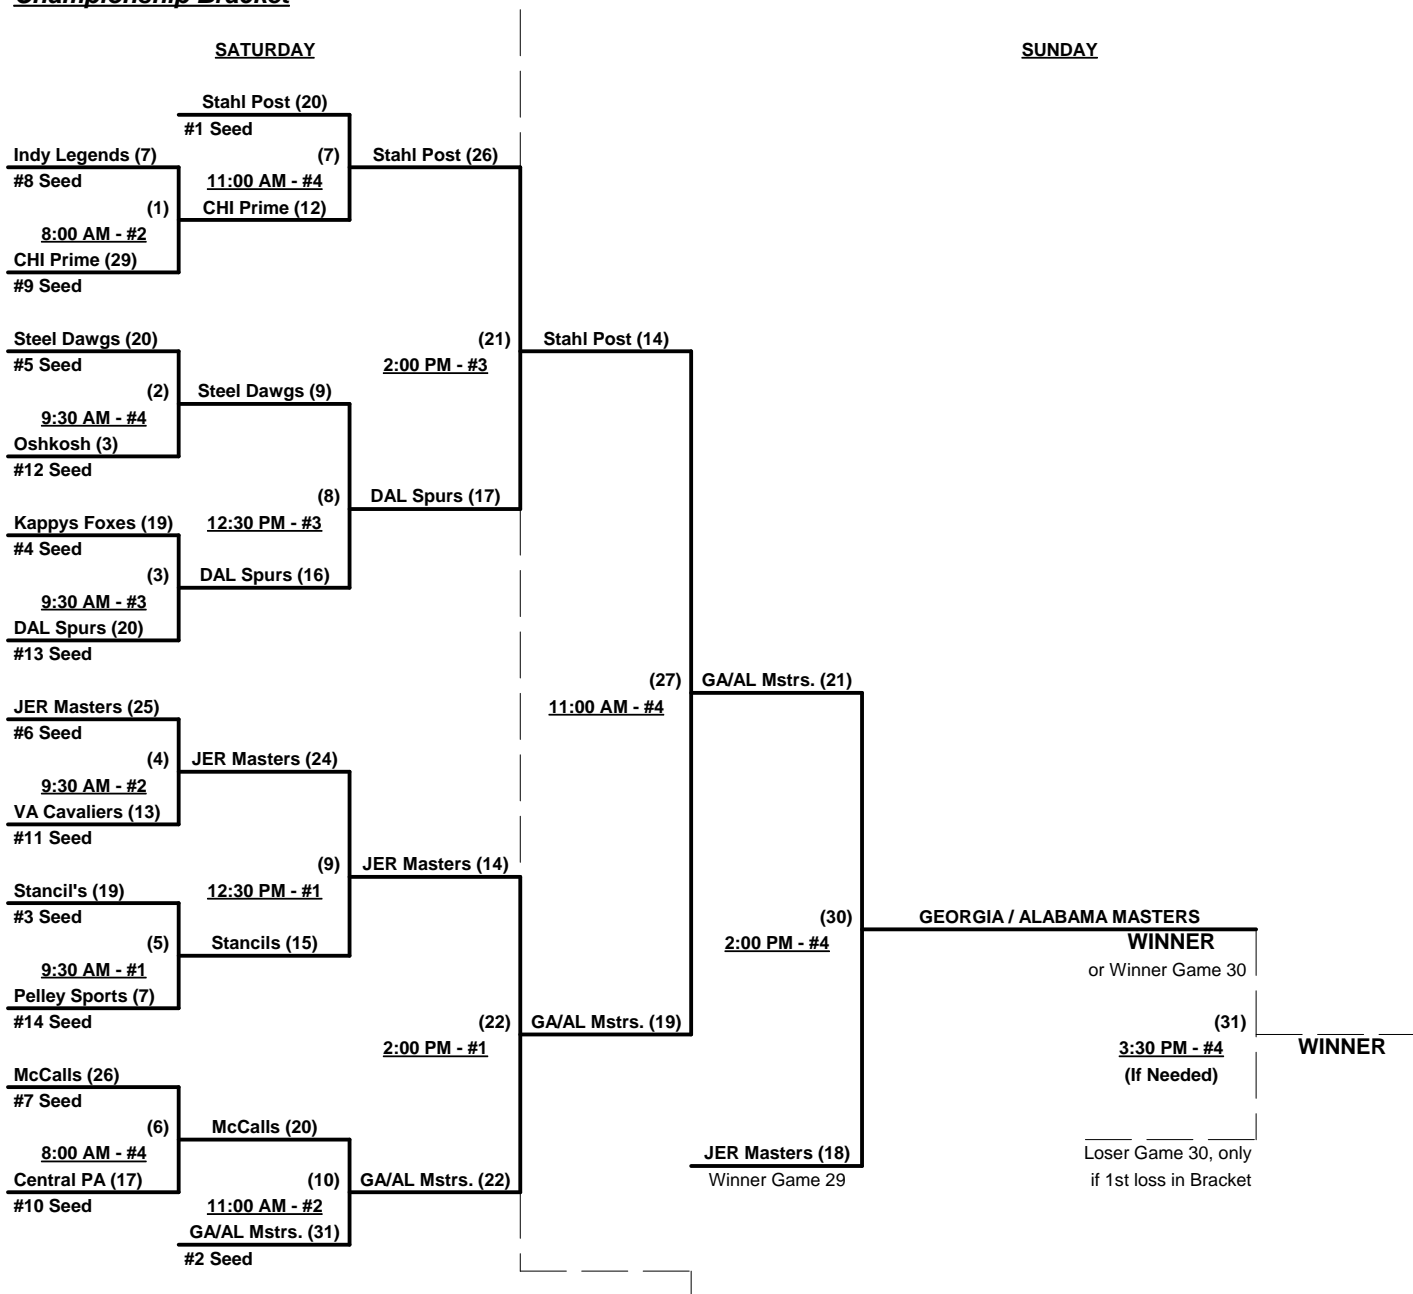 Championship Bracket
SATURDAY
SUNDAY
Stahl Post (20)
#1 Seed
Indy Legends (7)
(7)
Stahl Post (26)
#8 Seed
11:00 AM - #4
(1)
CHI Prime (12)
8:00 AM - #2
CHI Prime (29)
#9 Seed
Steel Dawgs (20)
(21)
Stahl Post (14)
#5 Seed
2:00 PM - #3
(2)
Steel Dawgs (9)
9:30 AM - #4
Oshkosh (3)
#12 Seed
(8)
DAL Spurs (17)
Kappys Foxes (19)
12:30 PM - #3
#4 Seed
(3)
DAL Spurs (16)
9:30 AM - #3
DAL Spurs (20)
#13 Seed
(27)
GA/AL Mstrs. (21)
JER Masters (25)
11:00 AM - #4
#6 Seed
(4)
JER Masters (24)
9:30 AM - #2
VA Cavaliers (13)
#11 Seed
(9)
JER Masters (14)
Stancil's (19)
12:30 PM - #1
#3 Seed
(30)
GEORGIA / ALABAMA MASTERS
(5)
Stancils (15)
2:00 PM - #4
WINNER
9:30 AM - #1
or Winner Game 30
Pelley Sports (7)
#14 Seed
(22)
GA/AL Mstrs. (19)
(31)
2:00 PM - #1
3:30 PM - #4
WINNER
McCalls (26)
(If Needed)
#7 Seed
(6)
McCalls (20)
8:00 AM - #4
JER Masters (18)
Loser Game 30, only
Central PA (17)
(10)
GA/AL Mstrs. (22)
Winner Game 29
if 1st loss in Bracket
#10 Seed
11:00 AM - #2
GA/AL Mstrs. (31)
#2 Seed